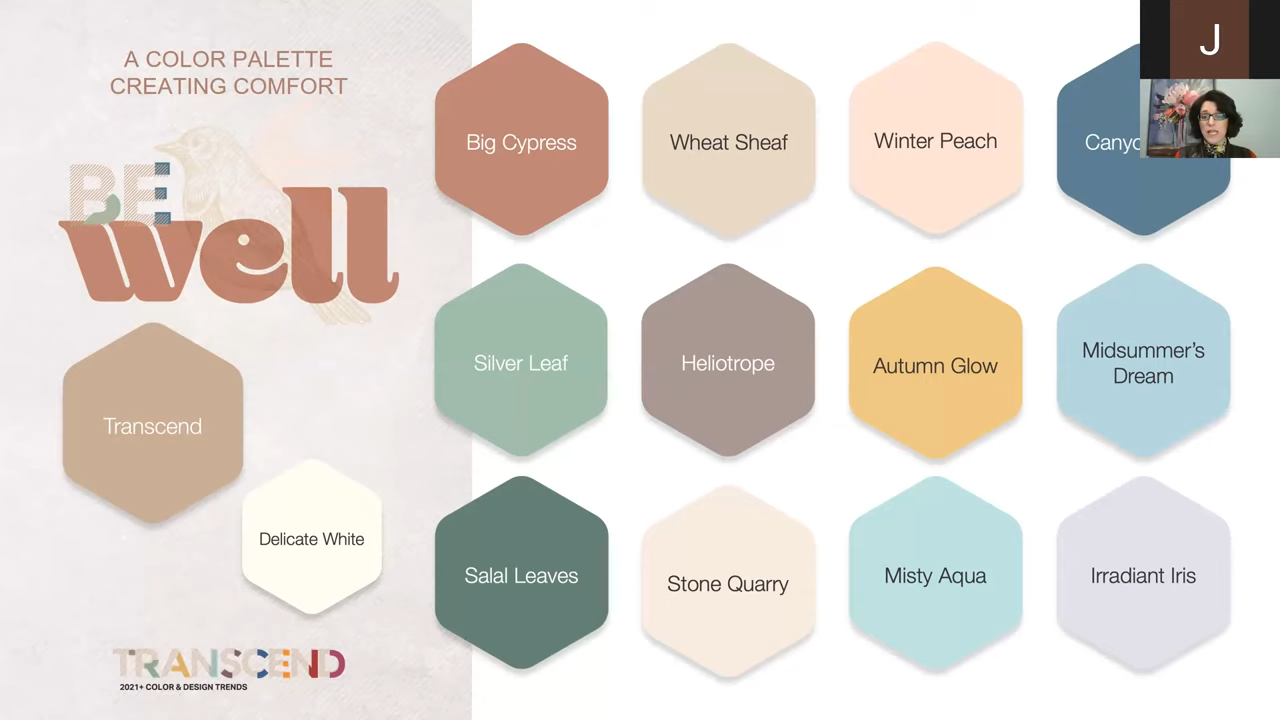 A COLOR PALETTE
CREATING COMFORT
BE
well
Transcend
Delicate White
TRANSCEND
2021+ COLOR & DESIGN TRENDS
Big Cypress
Wheat Sheaf
Winter Peach
J
Silver Leaf
Heliotrope
Autumn Glow
Midsummer’s
Dream
Salal Leaves
Stone Quarry
Misty Aqua
Irradiant Iris